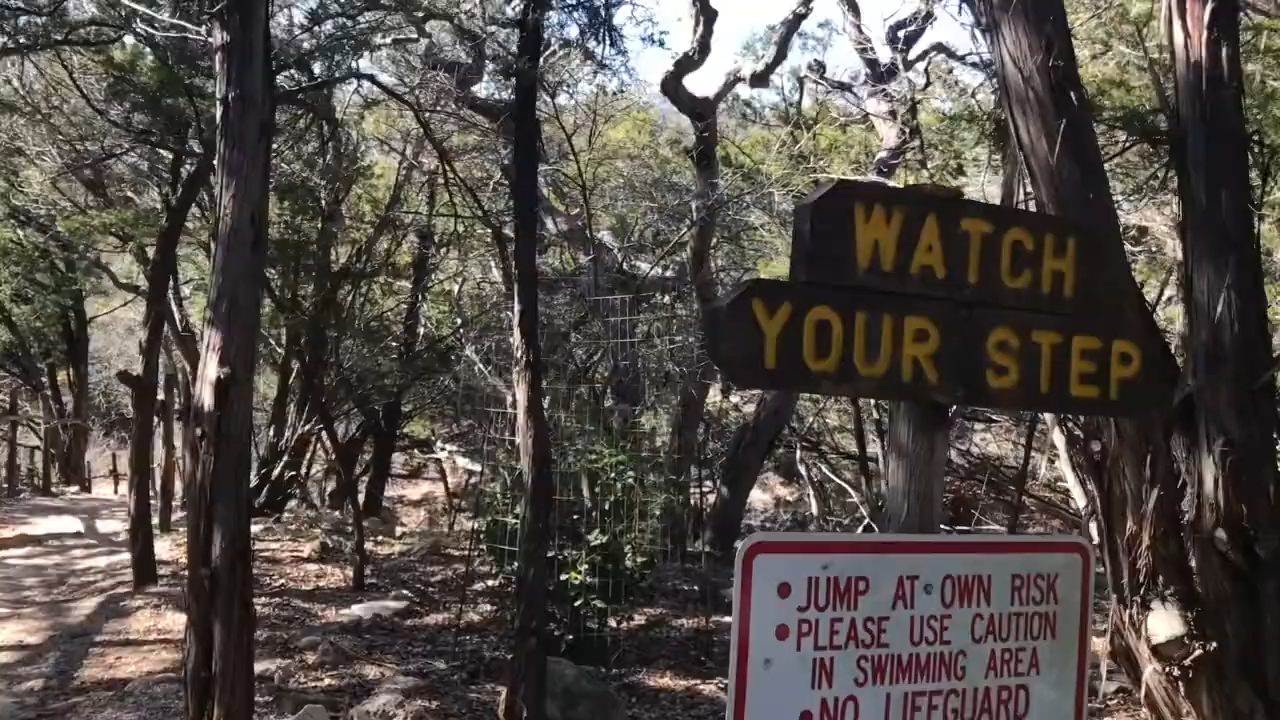 WATCH
YOUR STEP
• JUMP AT OWN RISK
• PLEASE USE CAUTION
IN SWIMMING AREA
• NO LIFEGUARD